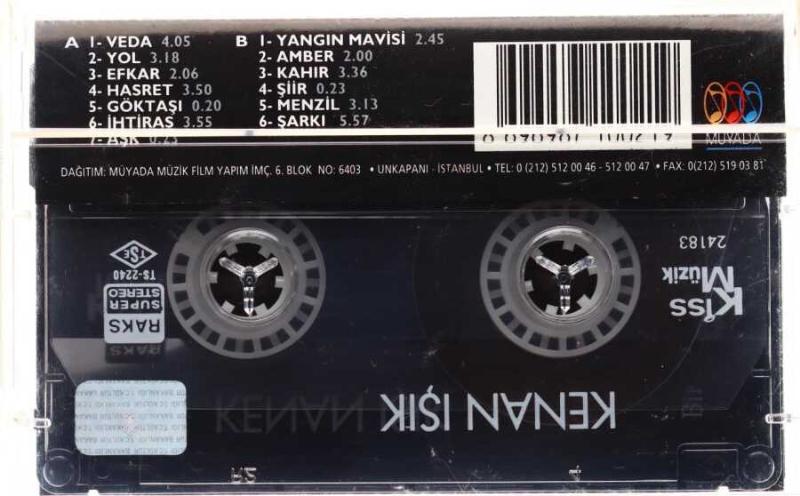 A 1- VEDA 4.05
2- YOL 3.18
3- EFKAR 2.06
4- HASRET 3.50
5- GÖKTAŞI 0.20
6- İHTİRAS 3.55
7- AŞK 0.23
B 1- YANGIN MAVİSİ 2.45
2- AMBER 2.00
3- KAHIR 3.36
4- ŞİİR 0.23
5- MENZİL 3.13
6- ŞARKI 5.57
MÜYADA
DAĞITIM: MÜYADA MÜZİK FİLM YAPIM İMÇ. 6. BLOK NO: 6403 • UNKAPANI - İSTANBUL • TEL: 0 (212) 512 00 46 - 512 00 47 • FAX: 0(212) 519 03 81
24183
Kiss
Müzik
TSE
TS-2240
SUPER
STEREO
RAKS
KENAN IŞIK